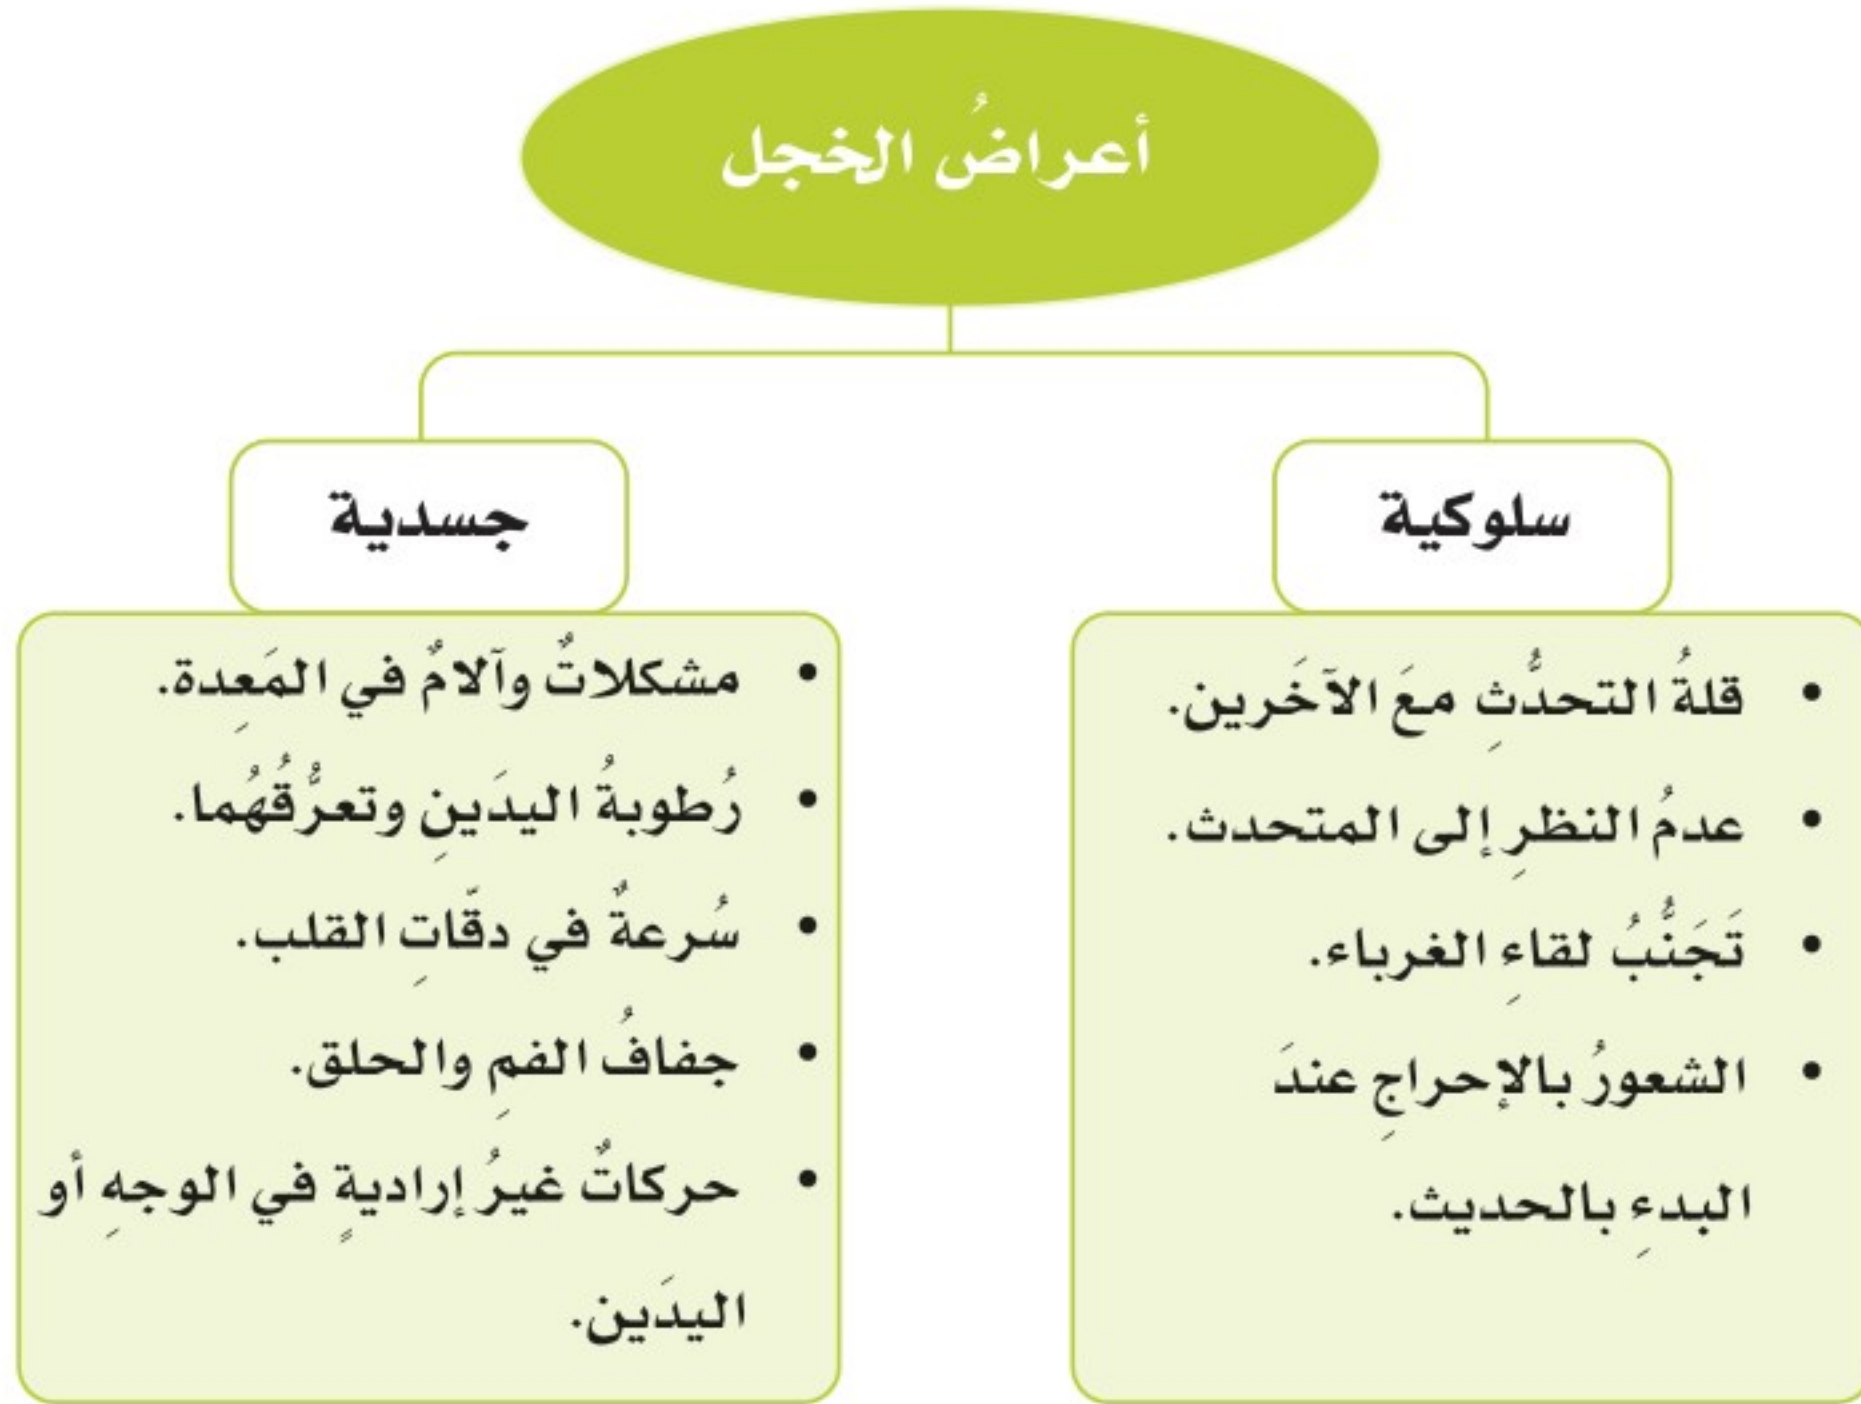 أعراضُ الخجل
سلوكية
• قلةُ التحدُّثِ معَ الآخَرين.
• عدمُ النظرِ إلى المتحدث.
• تَجَنُّبُ لقاءِ الغرباء.
• الشعورُ بالإحراجِ عندَ
البدءِ بالحديث.
جسدية
• مشكلاتٌ وآلامٌ في المَعِدة.
• رُطوبةُ اليدَينِ وتعرُّقُهُما.
• سُرعةٌ في دقّاتِ القلب.
• جفافُ الفمِ والحلق.
• حركاتٌ غيرُ إراديةٍ في الوجهِ أو
اليدَين.